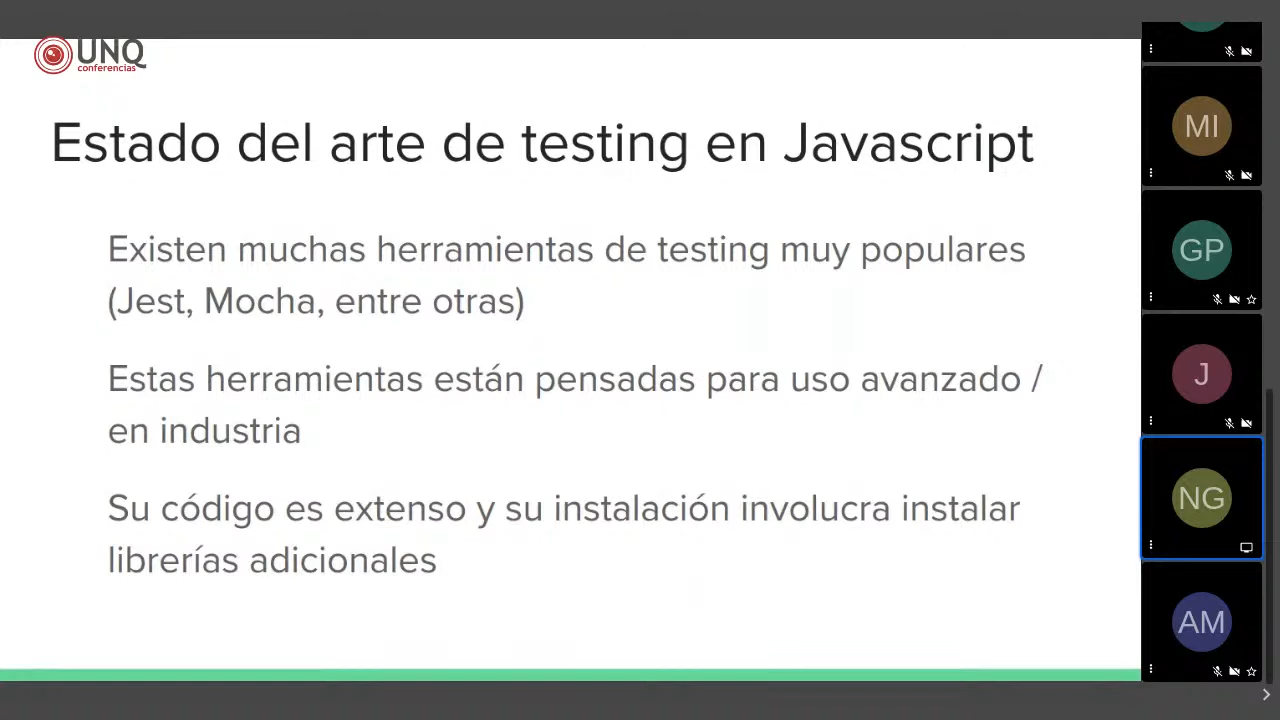 UNQ
conferencias
Estado del arte de testing en Javascript
Existen muchas herramientas de testing muy populares
(Jest, Mocha, entre otras)
Estas herramientas están pensadas para uso avanzado /
en industria
Su código es extenso y su instalación involucra instalar
librerías adicionales
MI
GP
J
NG
AM